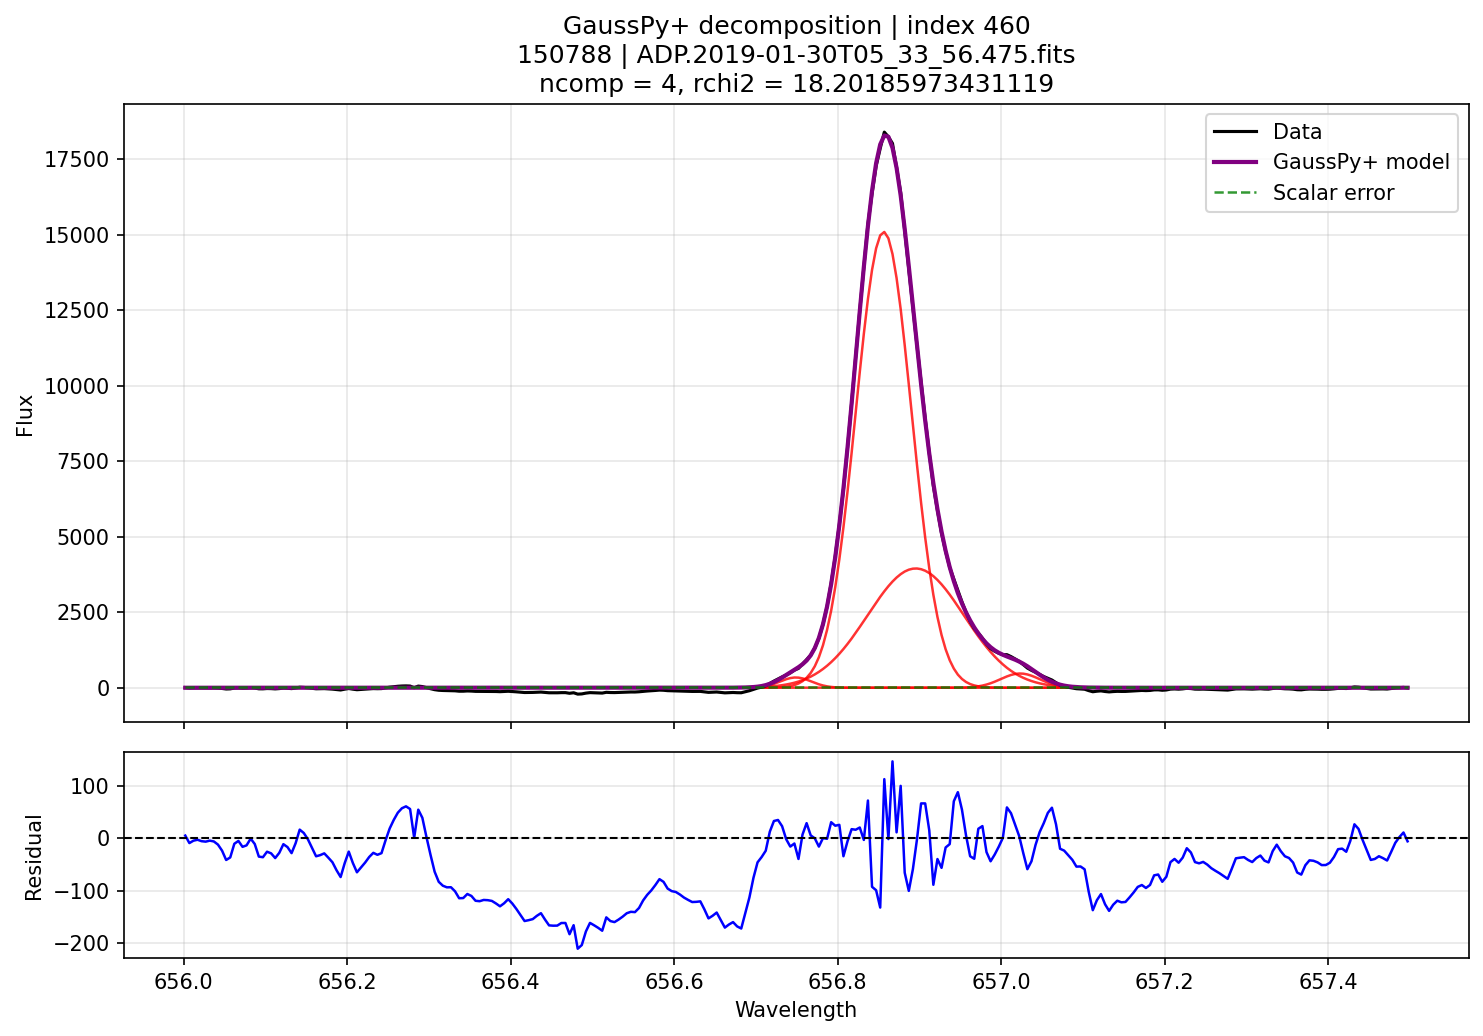 GaussPy+ decomposition | index 460
150788 | ADP.2019-01-30T05_33_56.475.fits
ncomp = 4, rchi2 = 18.20185973431119
Data
GaussPy+ model
Scalar error
Flux
17500
15000
12500
10000
7500
5000
2500
0
Residual
100
0
−100
−200
656.0 656.2 656.4 656.6 656.8 657.0 657.2 657.4
Wavelength